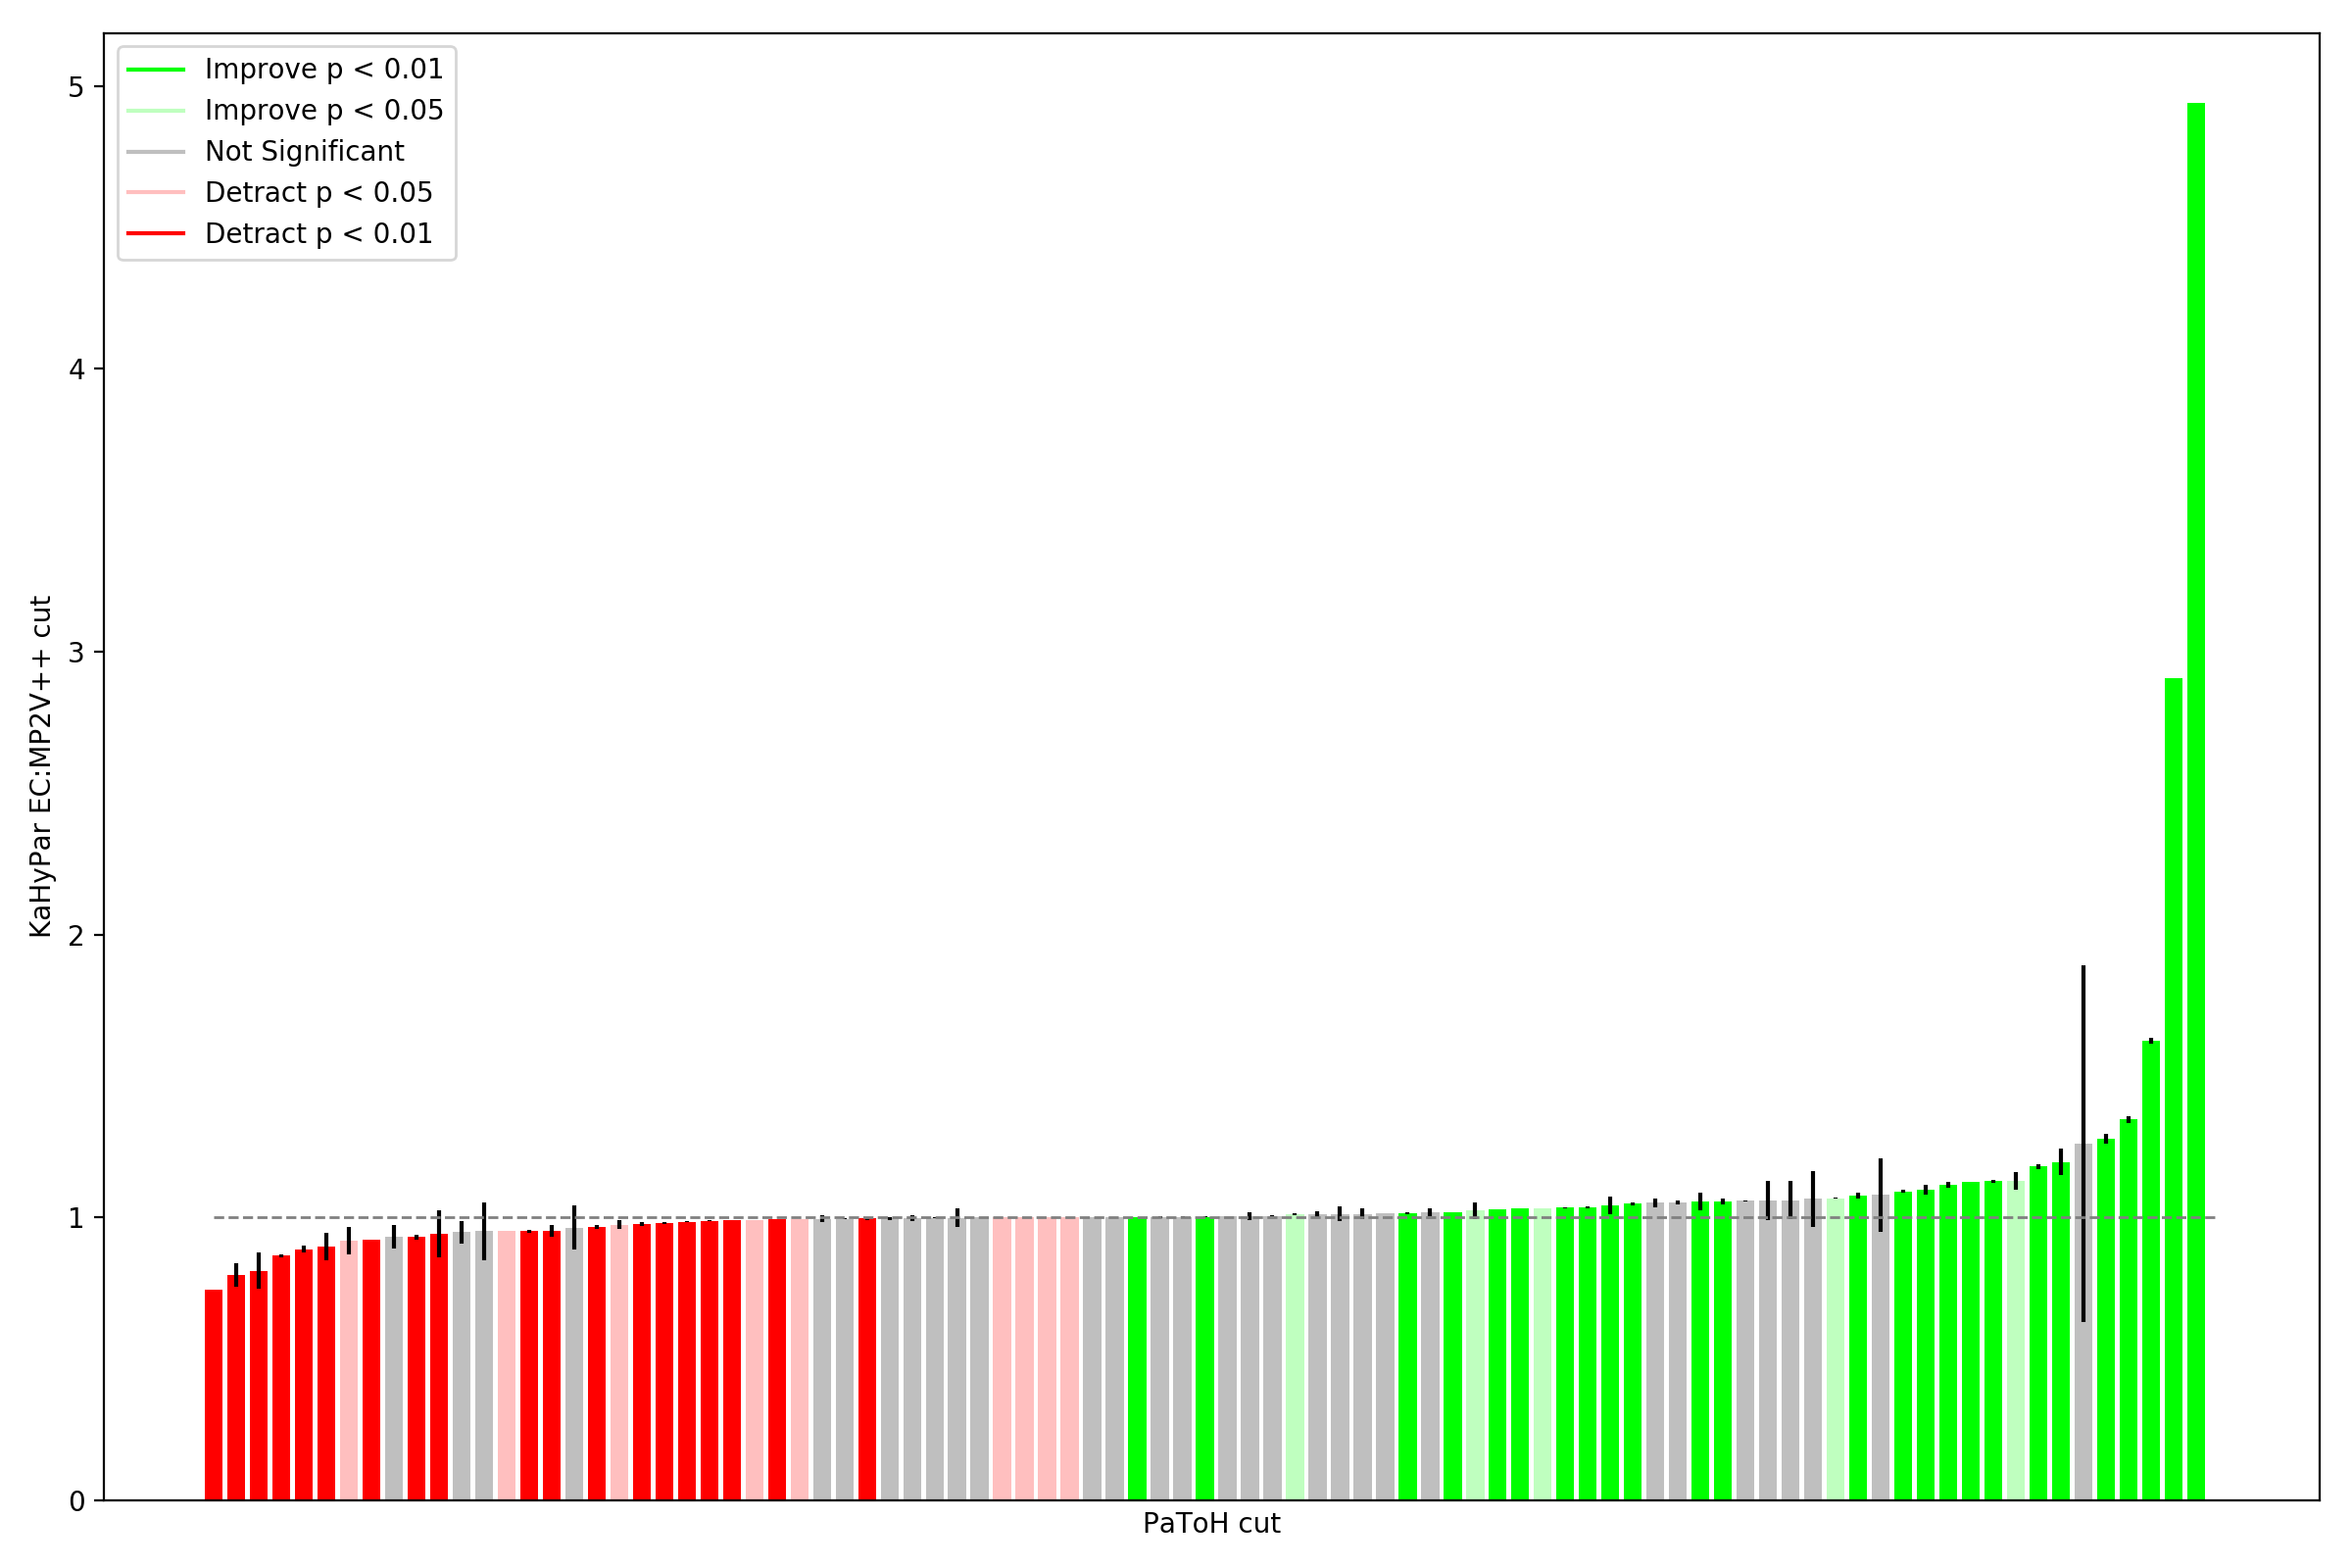 Improve p < 0.01
Improve p < 0.05
Not Significant
Detract p < 0.05
Detract p < 0.01
5
4
3
2
1
0
KaHyPar EC:MP2V++ cut
PaToH cut